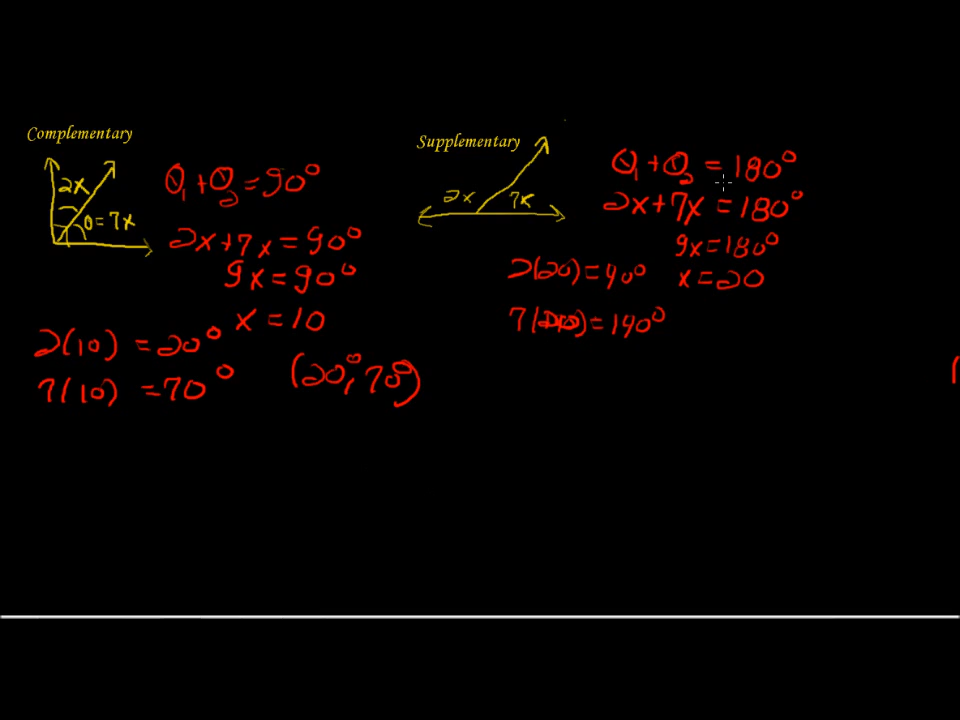 Complementary
2x
θ=7x
θ₁+θ₂=90°
2x+7x=90°
9x=90°
x=10
2(10)=20°
7(10)=70°
(20°,70°)
Supplementary
2x 7x
θ₁+θ₂=180°
2x+7x=180°
9x=180°
x=20
2(20)=40°
7(20)=140°